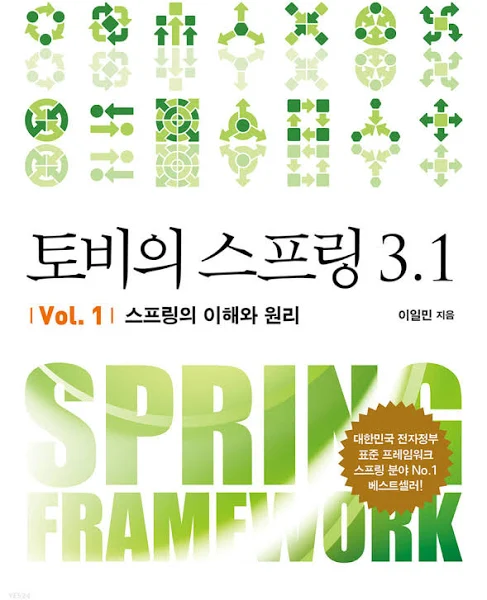 토비의 스프링 3.1
Vol. 1 스프링의 이해와 원리
이일민 지음
SPRING
FRAMEWORK
대한민국 전자정부
표준 프레임워크
스프링 분야 No.1
베스트셀러!